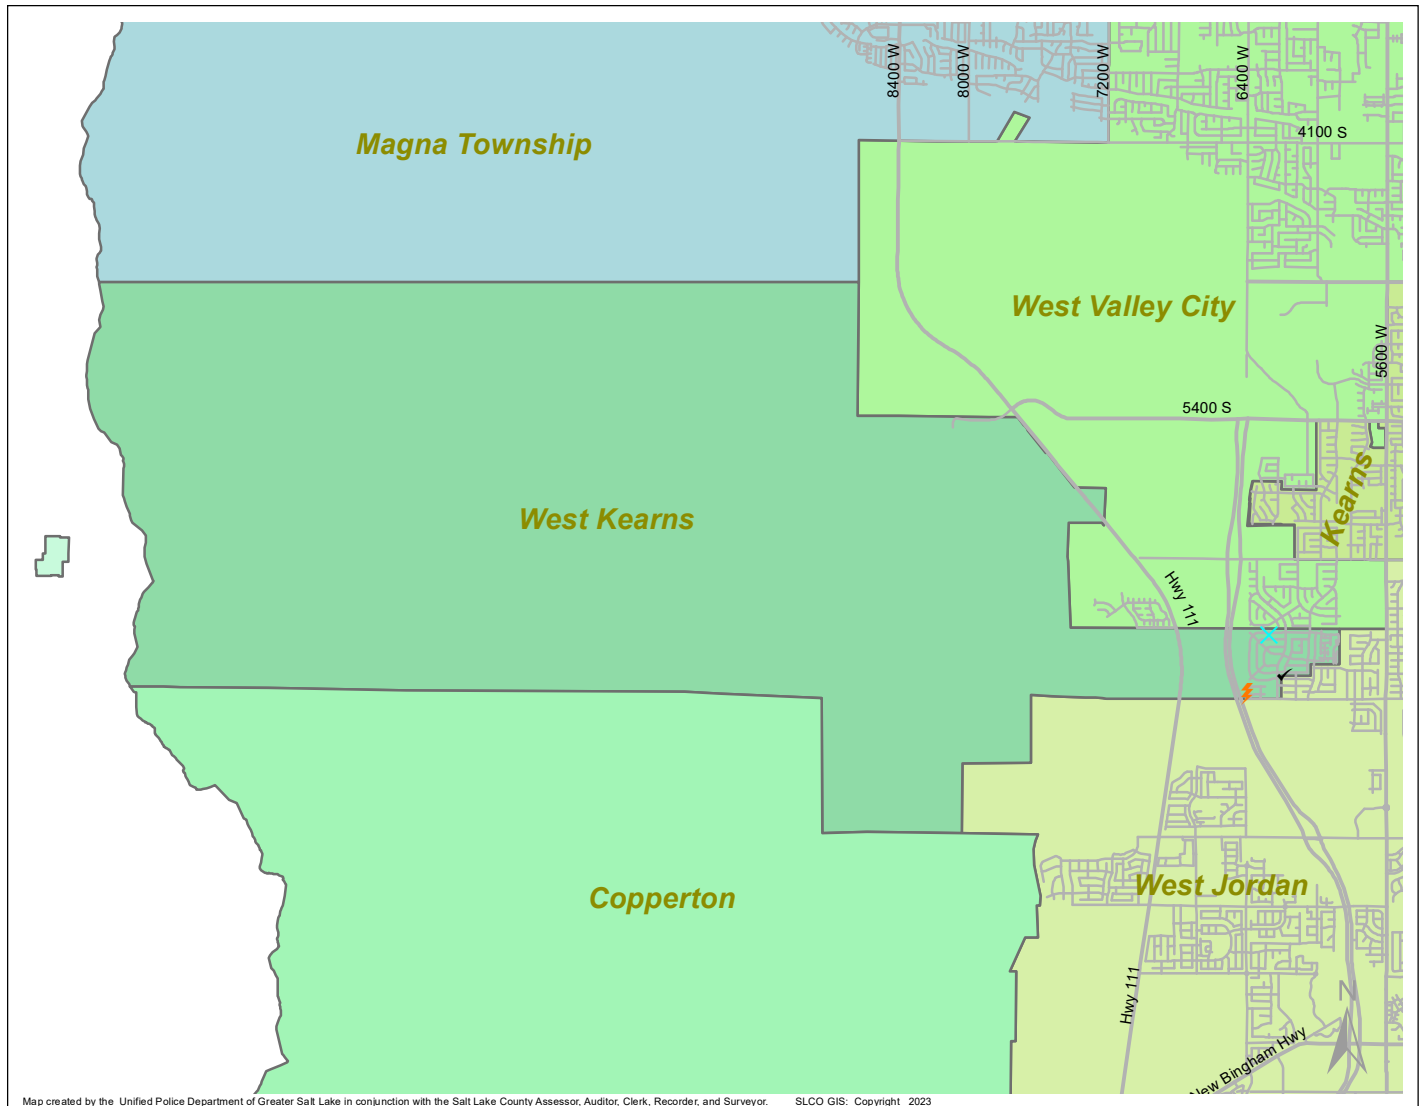 8400 W
8000 W
7200 W
6400 W
4100 S
Magna Township
West Valley City
5600 W
5400 S
Kearns
West Kearns
Hwy 111
West Jordan
Copperton
Hwy 111
N
New Bingham Hwy
Map created by the Unified Police Department of Greater Salt Lake in conjunction with the Salt Lake County Assessor, Auditor, Clerk, Recorder, and Surveyor. SLCO GIS: Copyright 2023